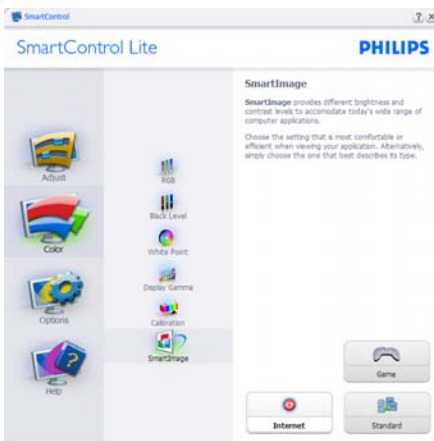 SmartControl
SmartControl Lite
PHILIPS
Adjust
Color
Options
Help
RGB
Black Level
White Point
Display Gamma
Calibration
SmartImage
SmartImage
SmartImage provides different brightness and
contrast levels to accomodate today's wide range of
computer applications.
Choose the setting that is most comfortable or
efficient when viewing your application. Alternatively,
simply choose the one that best describes its type.
Game
Internet
Standard